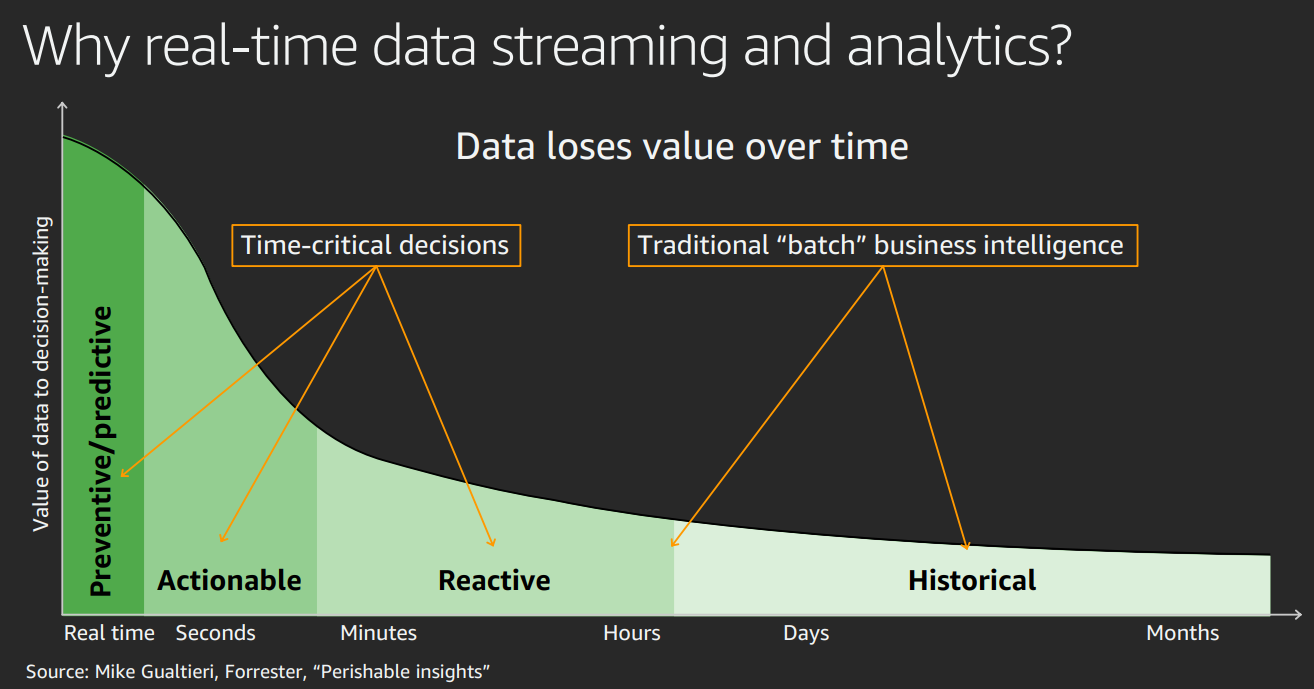 Why real-time data streaming and analytics?
Data loses value over time
Time-critical decisions
Traditional “batch” business intelligence
Value of data to decision-making
Preventive/predictive
Actionable
Reactive
Historical
Real time
Seconds
Minutes
Hours
Days
Months
Source: Mike Gualtieri, Forrester, “Perishable insights”